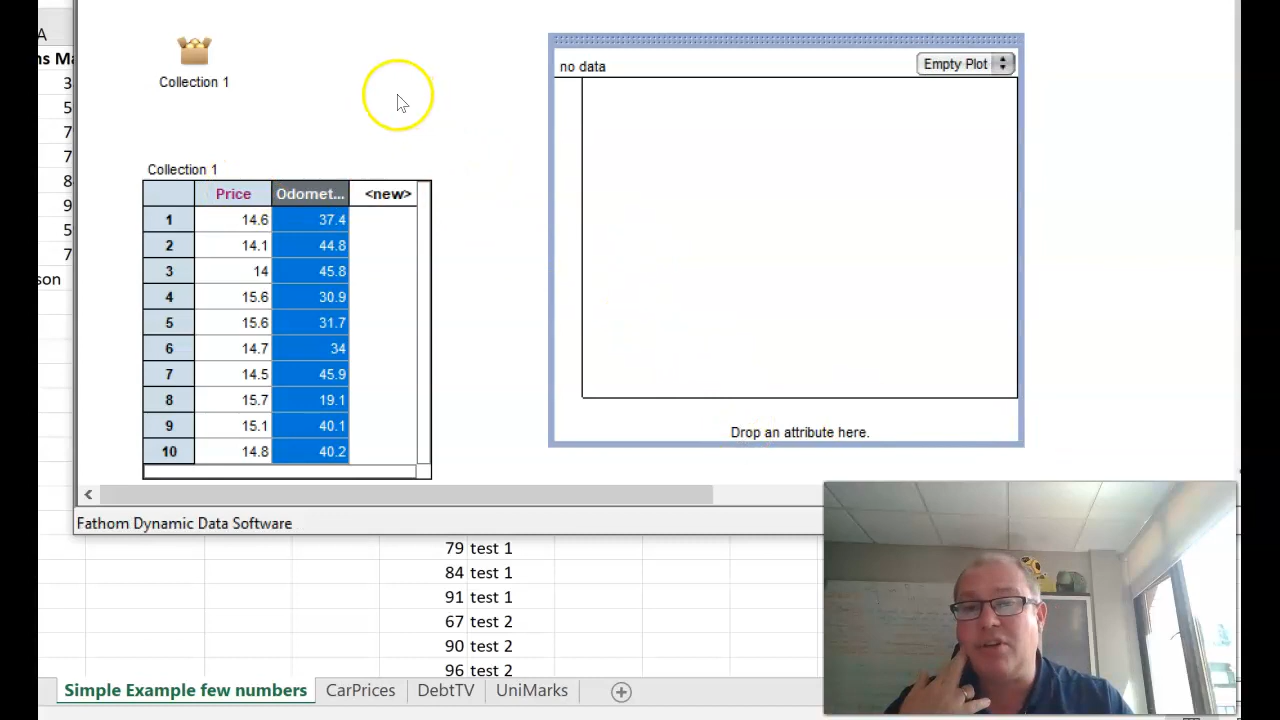 A
no data
Empty Plot
ns Ma
Collection 1
3
5
7
7
8
9
5
7
son
Collection 1
Price Odomet... <new>
1 14.6 37.4
2 14.1 44.8
3 14 45.8
4 15.6 30.9
5 15.6 31.7
6 14.7 34
7 14.5 45.9
8 15.7 19.1
9 15.1 40.1
10 14.8 40.2
Drop an attribute here.
Fathom Dynamic Data Software
79 test 1
84 test 1
91 test 1
67 test 2
90 test 2
96 test 2
Simple Example few numbers CarPrices DebtTV UniMarks